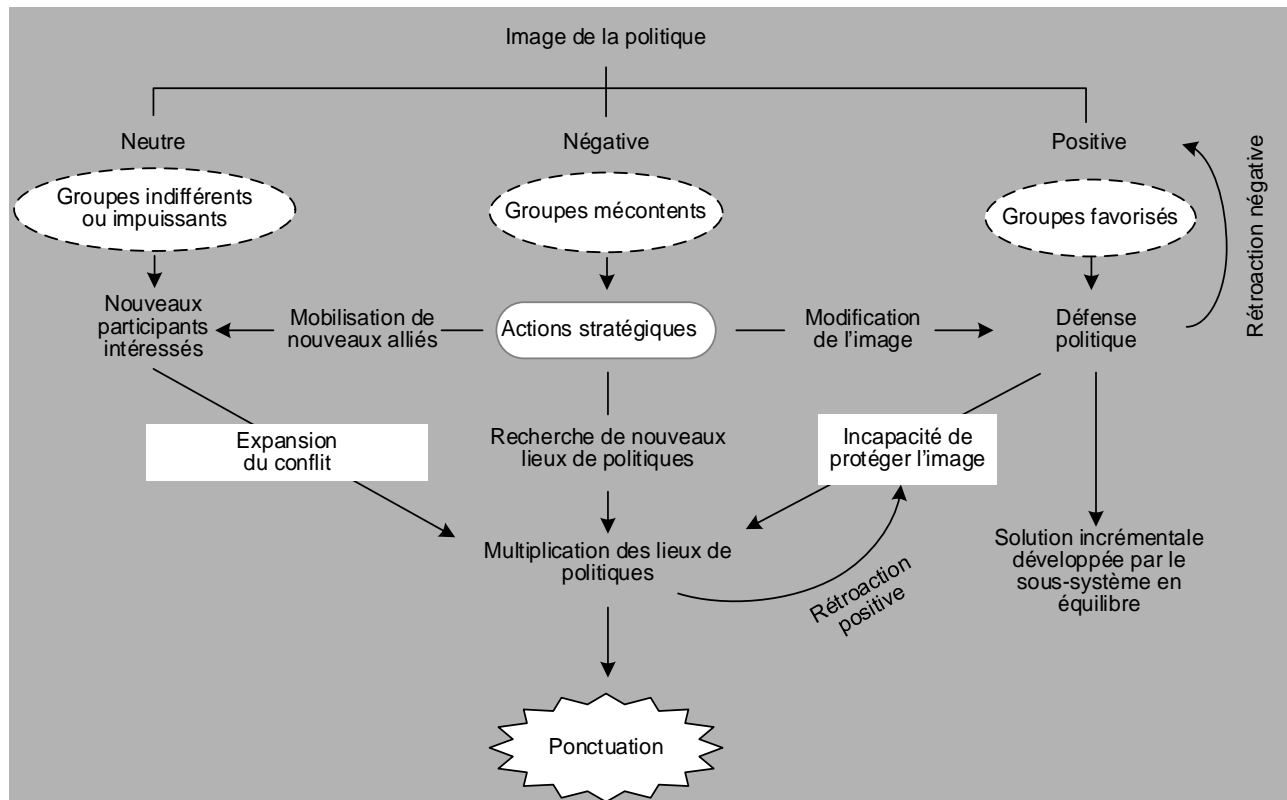 Image de la politique
Neutre
Négative
Positive
Groupes indifférents
ou impuissants
Groupes mécontents
Groupes favorisés
Rétroaction négative
Nouveaux
participants
intéressés
Mobilisation de
nouveaux alliés
Actions stratégiques
Modification
de l’image
Défense
politique
Expansion
du conflit
Recherche de nouveaux
lieux de politiques
Incapacité de
protéger l’image
Multiplication des lieux de
politiques
Rétroaction
positive
Solution incrémentale
développée par le
sous-système en
équilibre
Ponctuation